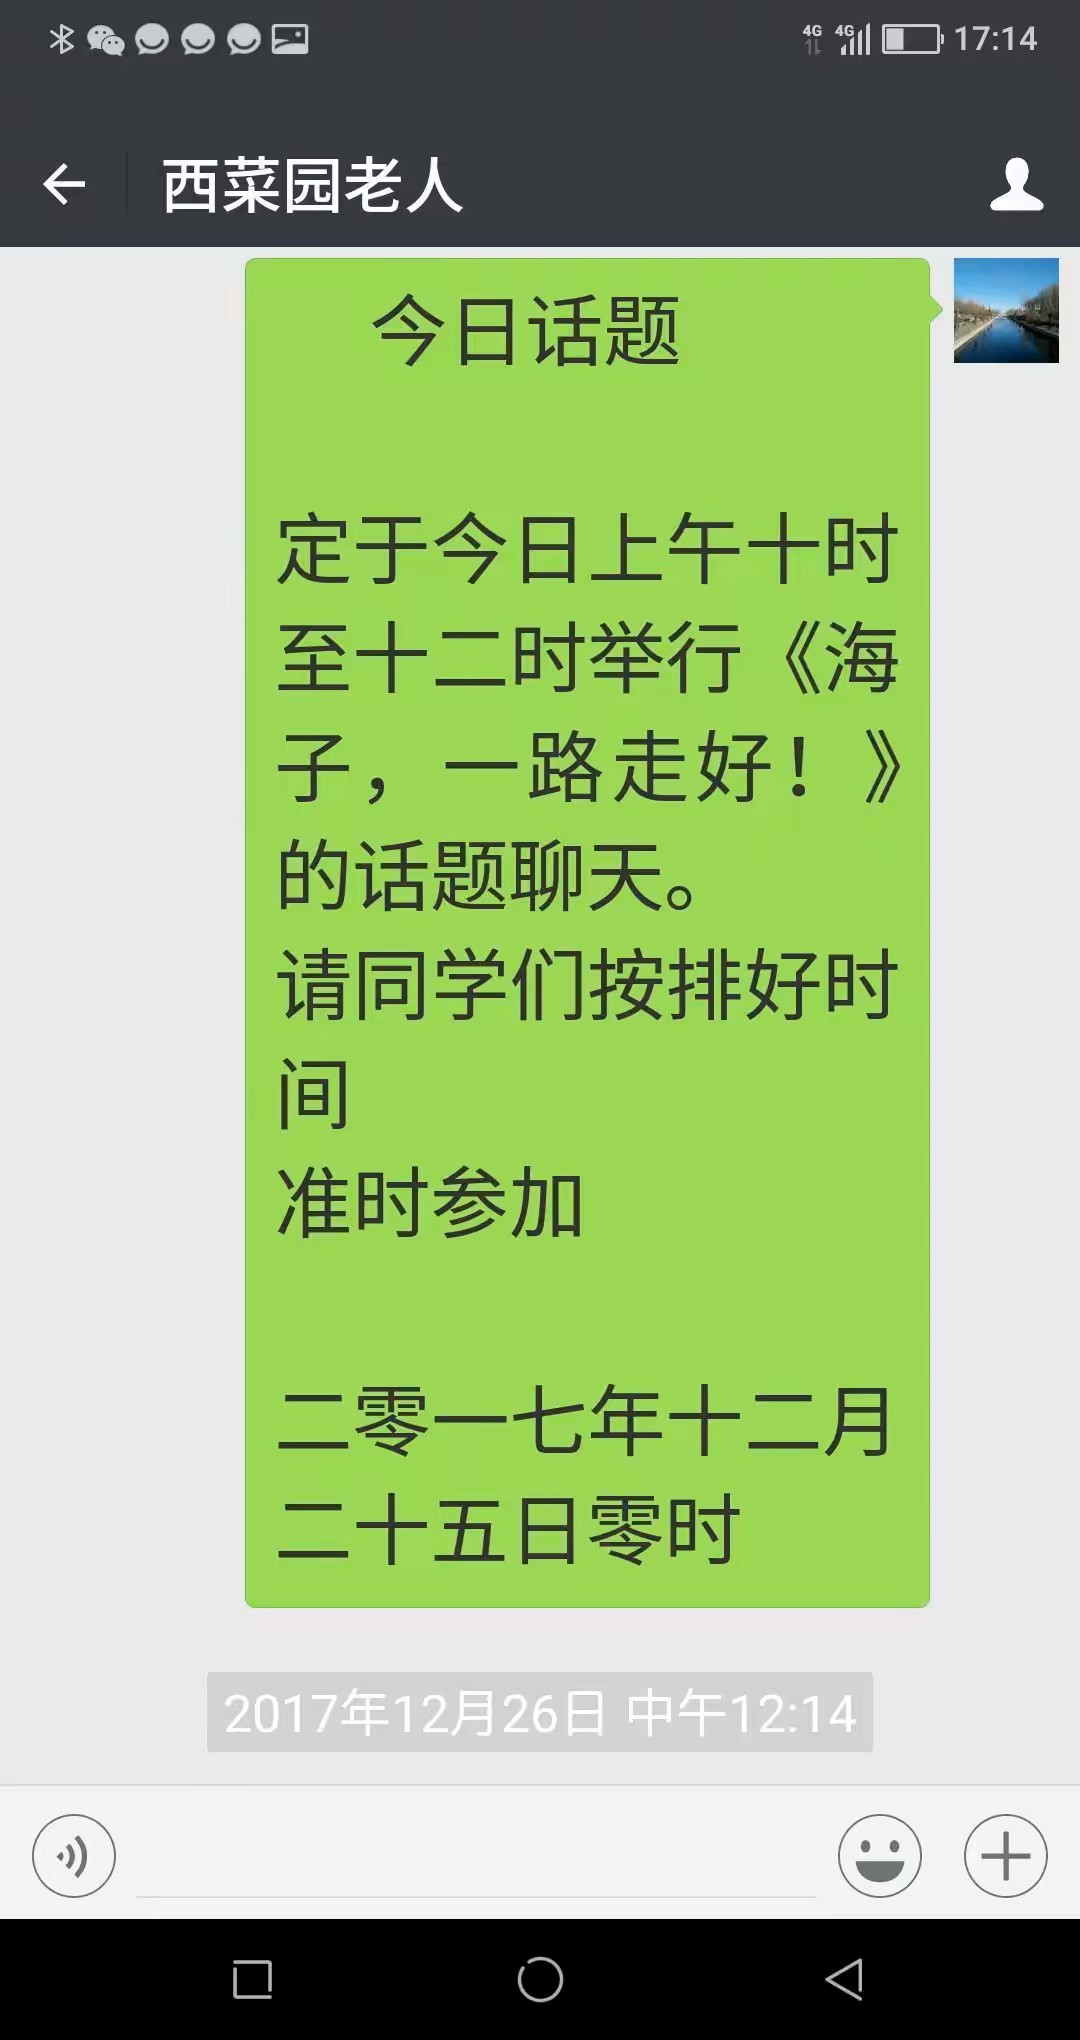 4G 4G 17:14
西菜园老人
今日话题
定于今日上午十时
至十二时举行《海
子，一路走好！》
的话题聊天。
请同学们按排好时
间
准时参加
二零一七年十二月
二十五日零时
2017年12月26日 中午12:14